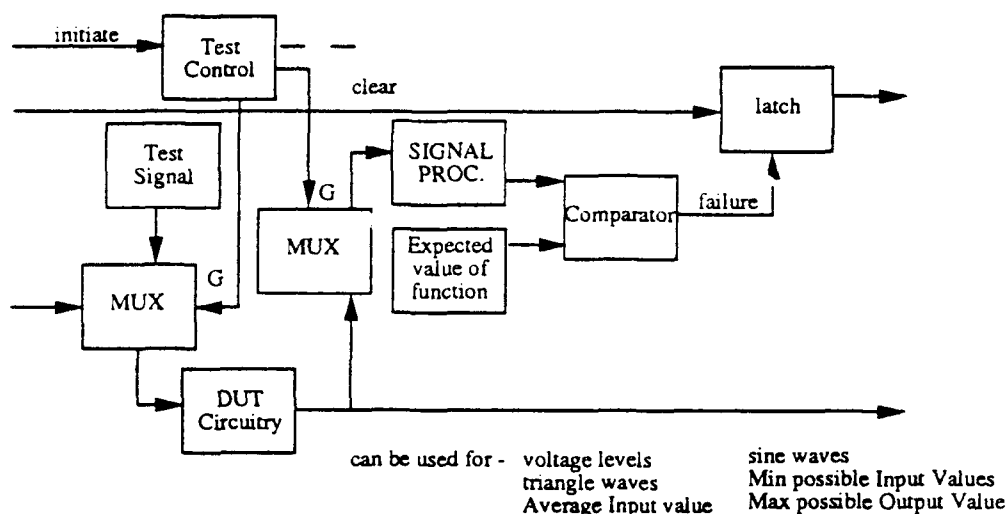 initiate
Test
Control
clear
latch
Test
Signal
SIGNAL
PROC.
G
MUX
Comparator
failure
Expected
value of
function
G
MUX
DUT
Circuitry
can be used for - voltage levels sine waves
triangle waves Min possible Input Values
Average Input value Max possible Output Value